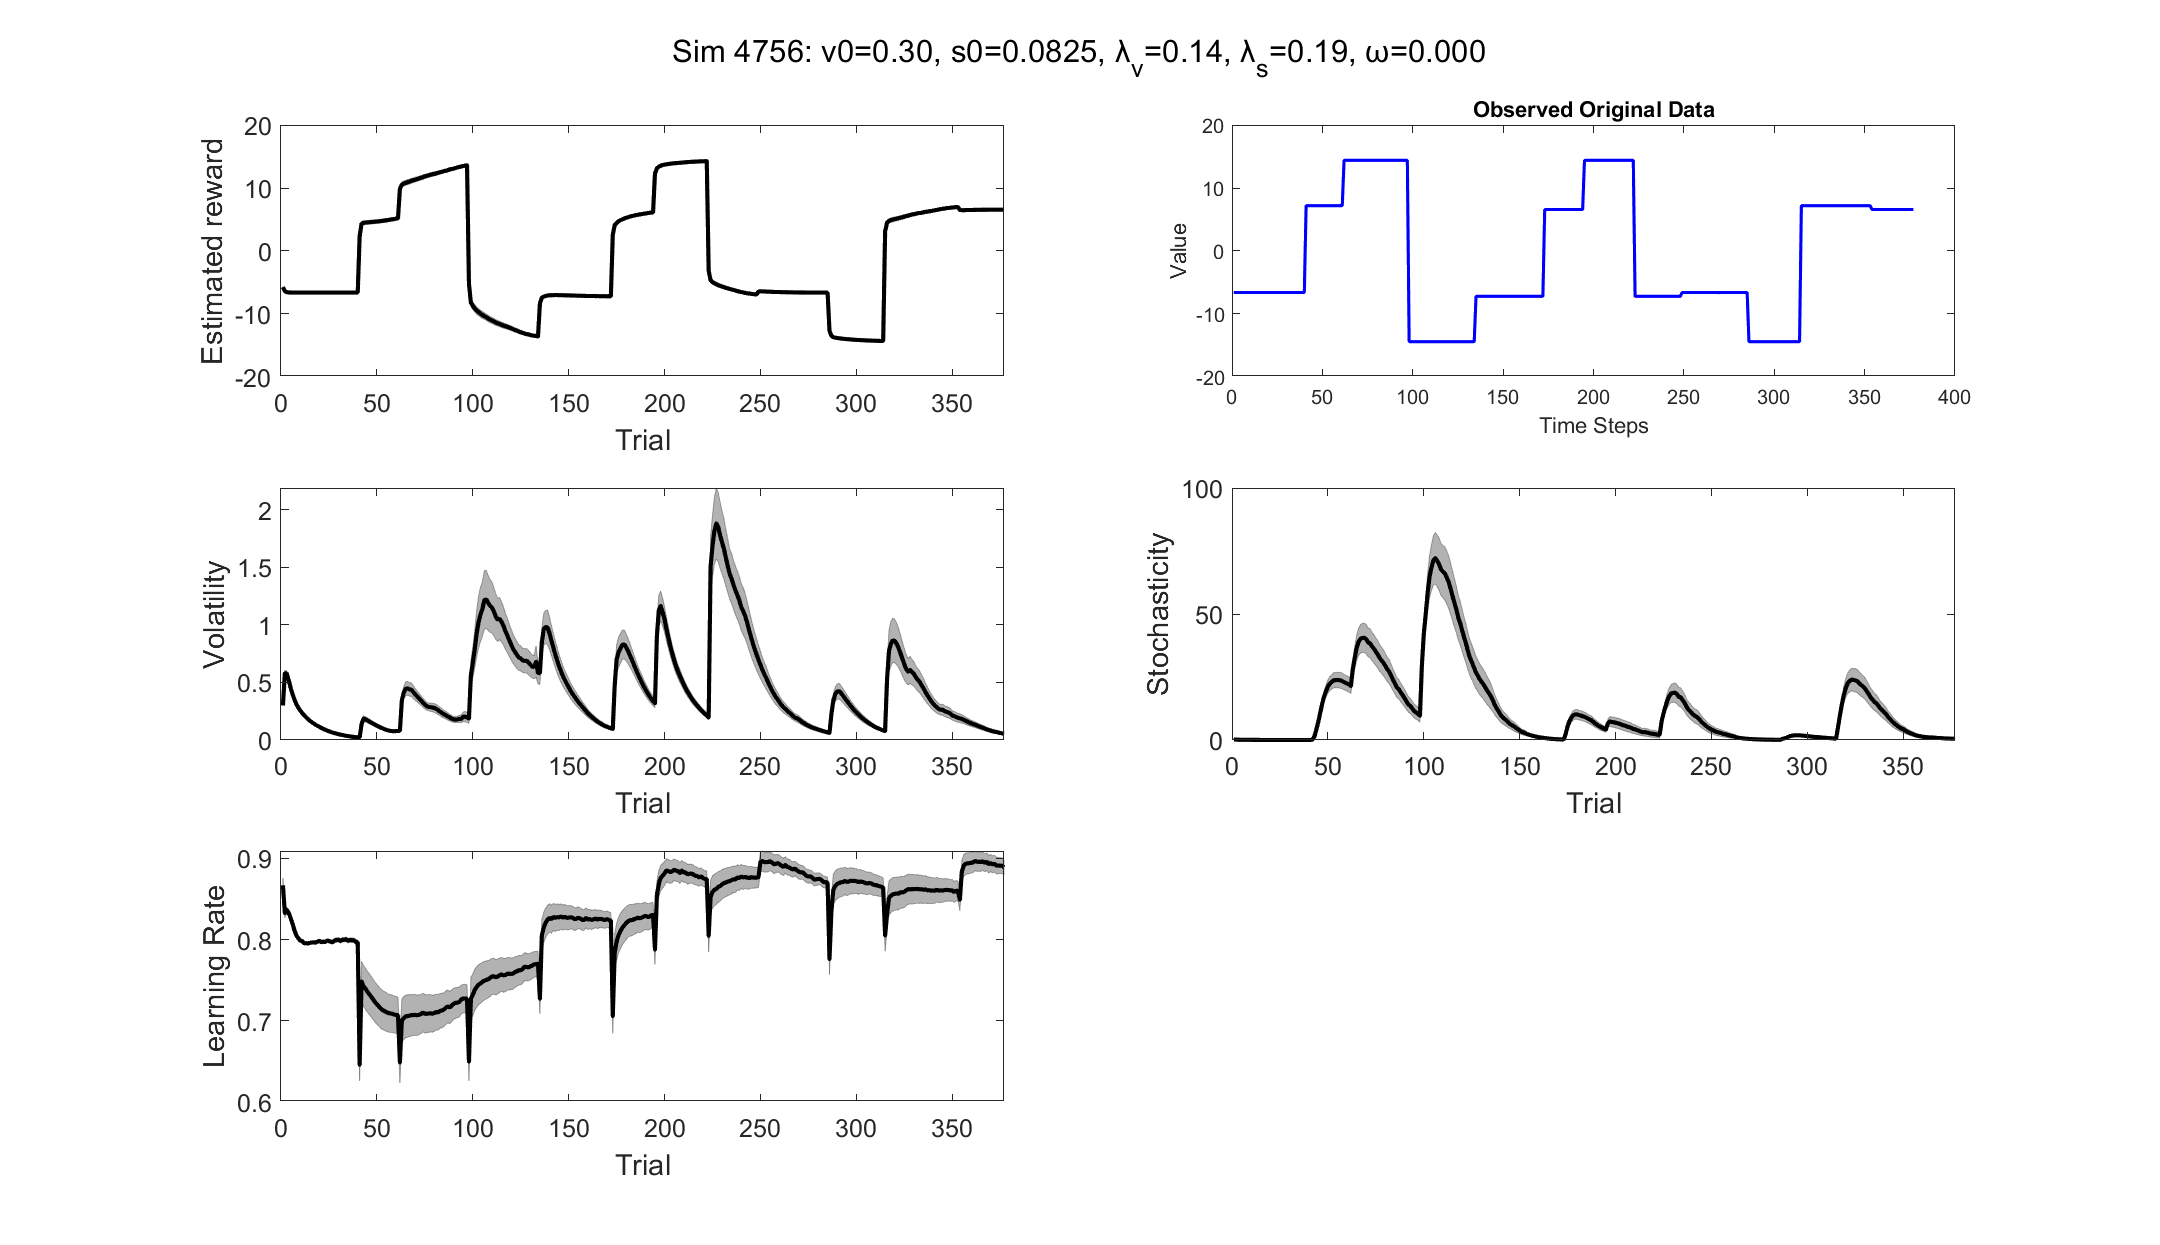 Sim 4756: v0=0.30, s0=0.0825, λ_v=0.14, λ_s=0.19, ω=0.000
Estimated reward
20
10
0
-10
-20
0 50 100 150 200 250 300 350
Trial
Observed Original Data
Value
20
10
0
-10
-20
0 50 100 150 200 250 300 350 400
Time Steps
Volatility
2
1.5
1
0.5
0
0 50 100 150 200 250 300 350
Trial
Stochasticity
100
50
0
0 50 100 150 200 250 300 350
Trial
Learning Rate
0.9
0.8
0.7
0.6
0 50 100 150 200 250 300 350
Trial